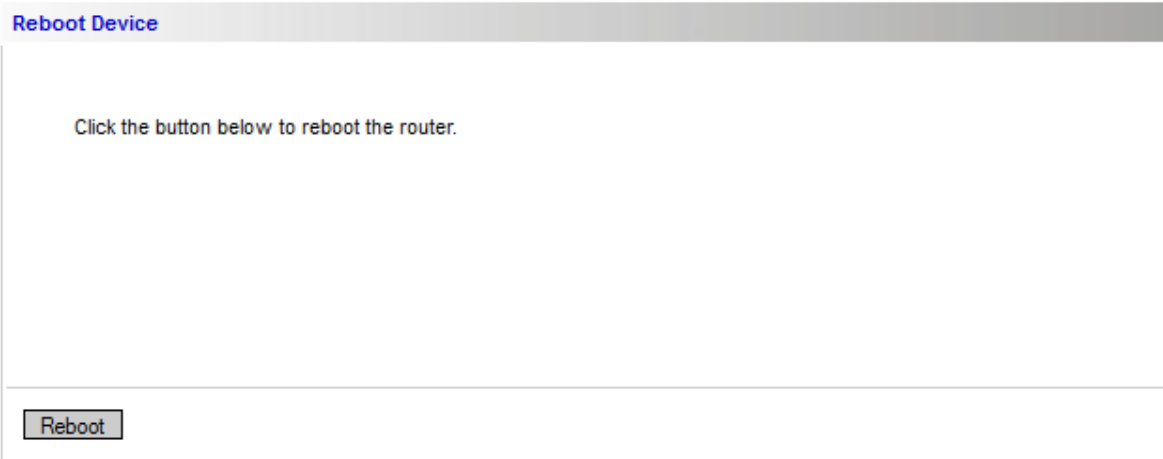 Reboot Device
Click the button below to reboot the router.
Reboot